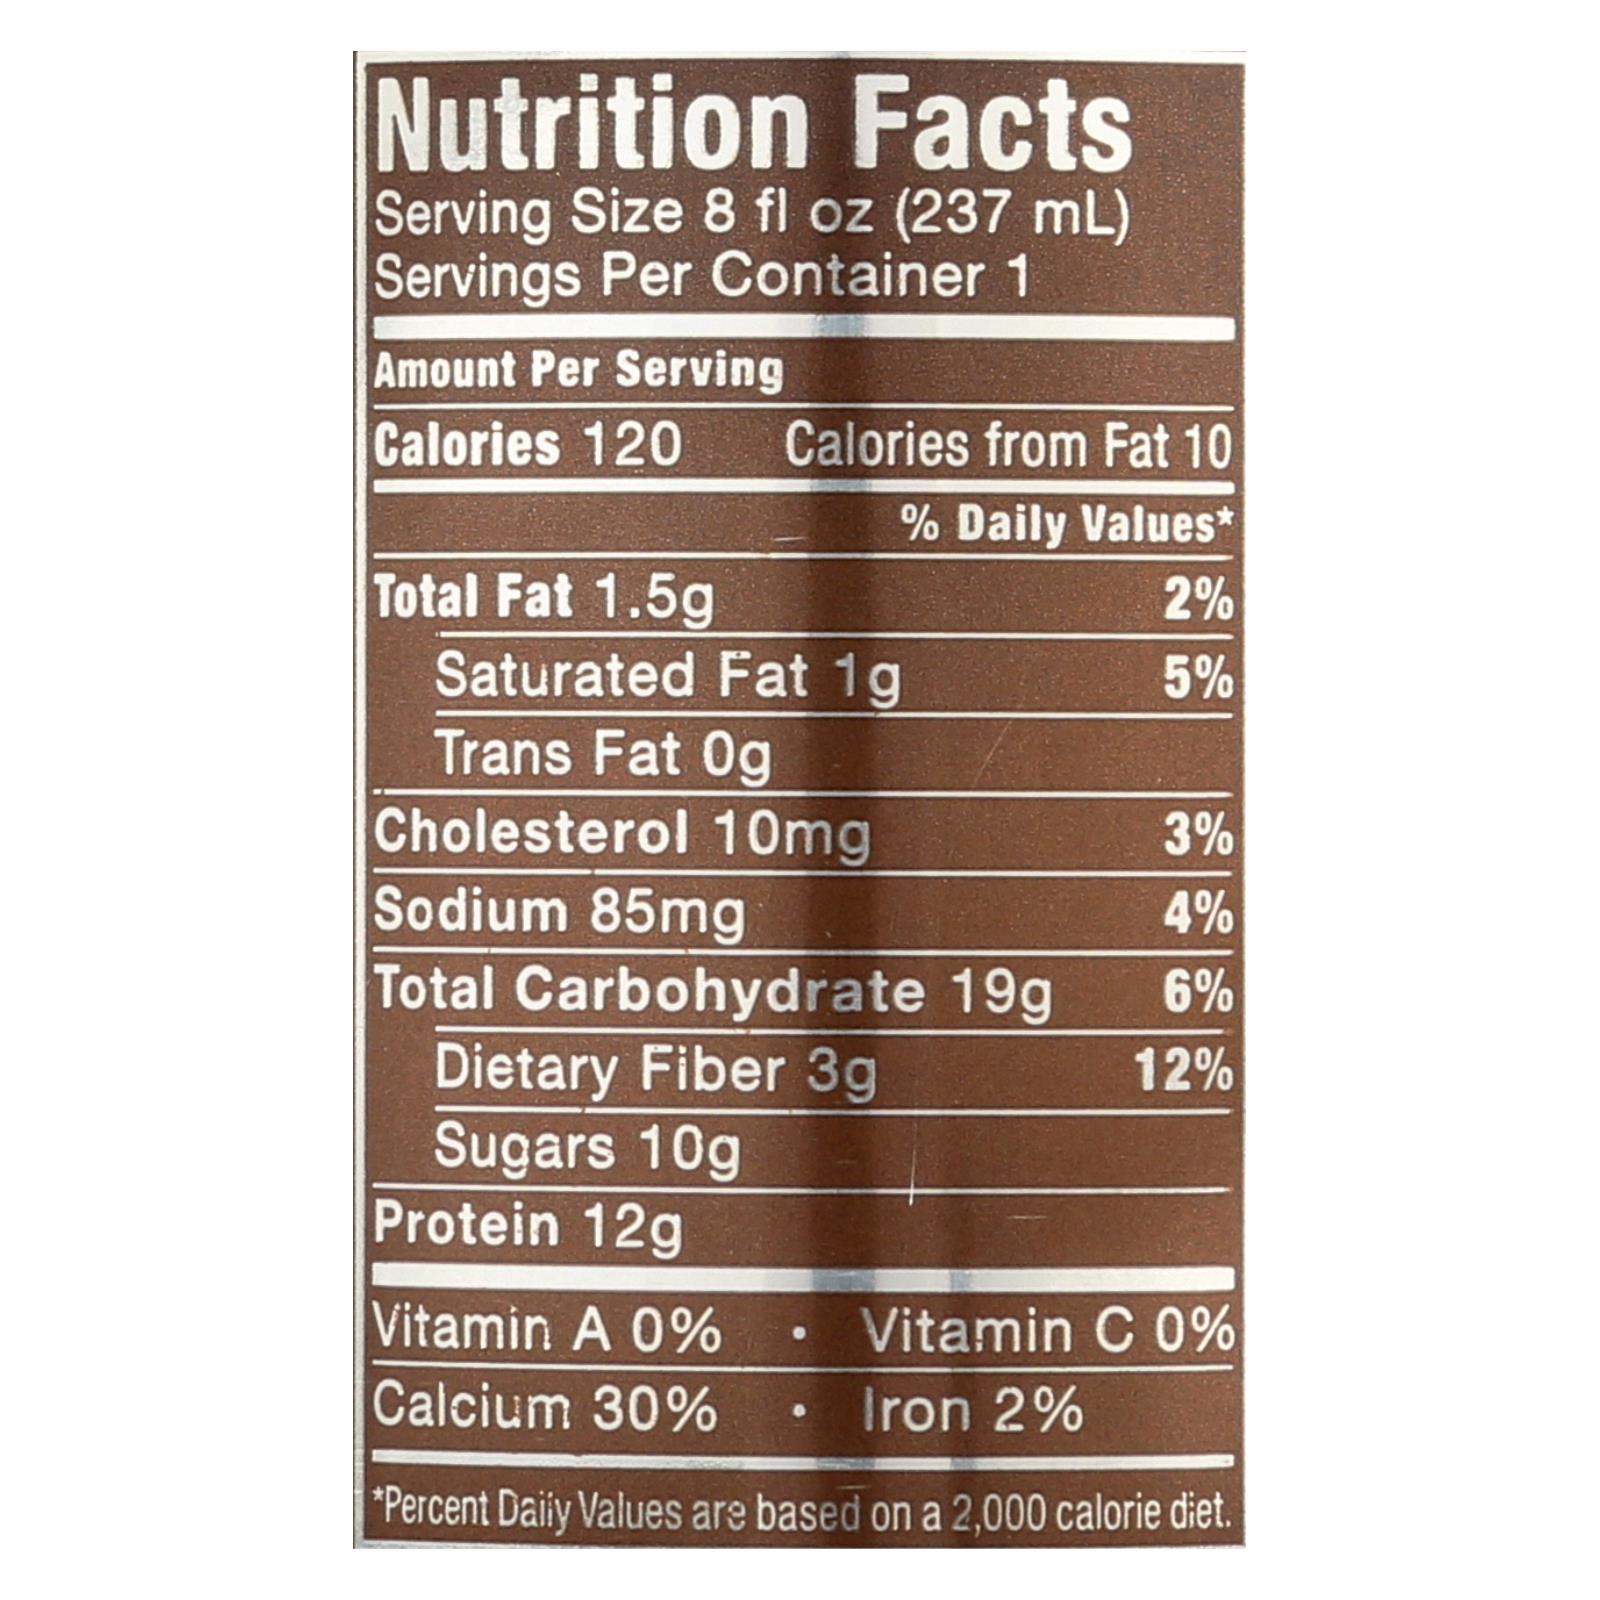 Nutrition Facts
Serving Size 8 fl oz (237 mL)
Servings Per Container 1
Amount Per Serving
Calories 120 Calories from Fat 10
% Daily Values*
Total Fat 1.5g 2%
Saturated Fat 1g 5%
Trans Fat 0g
Cholesterol 10mg 3%
Sodium 85mg 4%
Total Carbohydrate 19g 6%
Dietary Fiber 3g 12%
Sugars 10g
Protein 12g
Vitamin A 0% • Vitamin C 0%
Calcium 30% • Iron 2%
*Percent Daily Values are based on a 2,000 calorie diet.